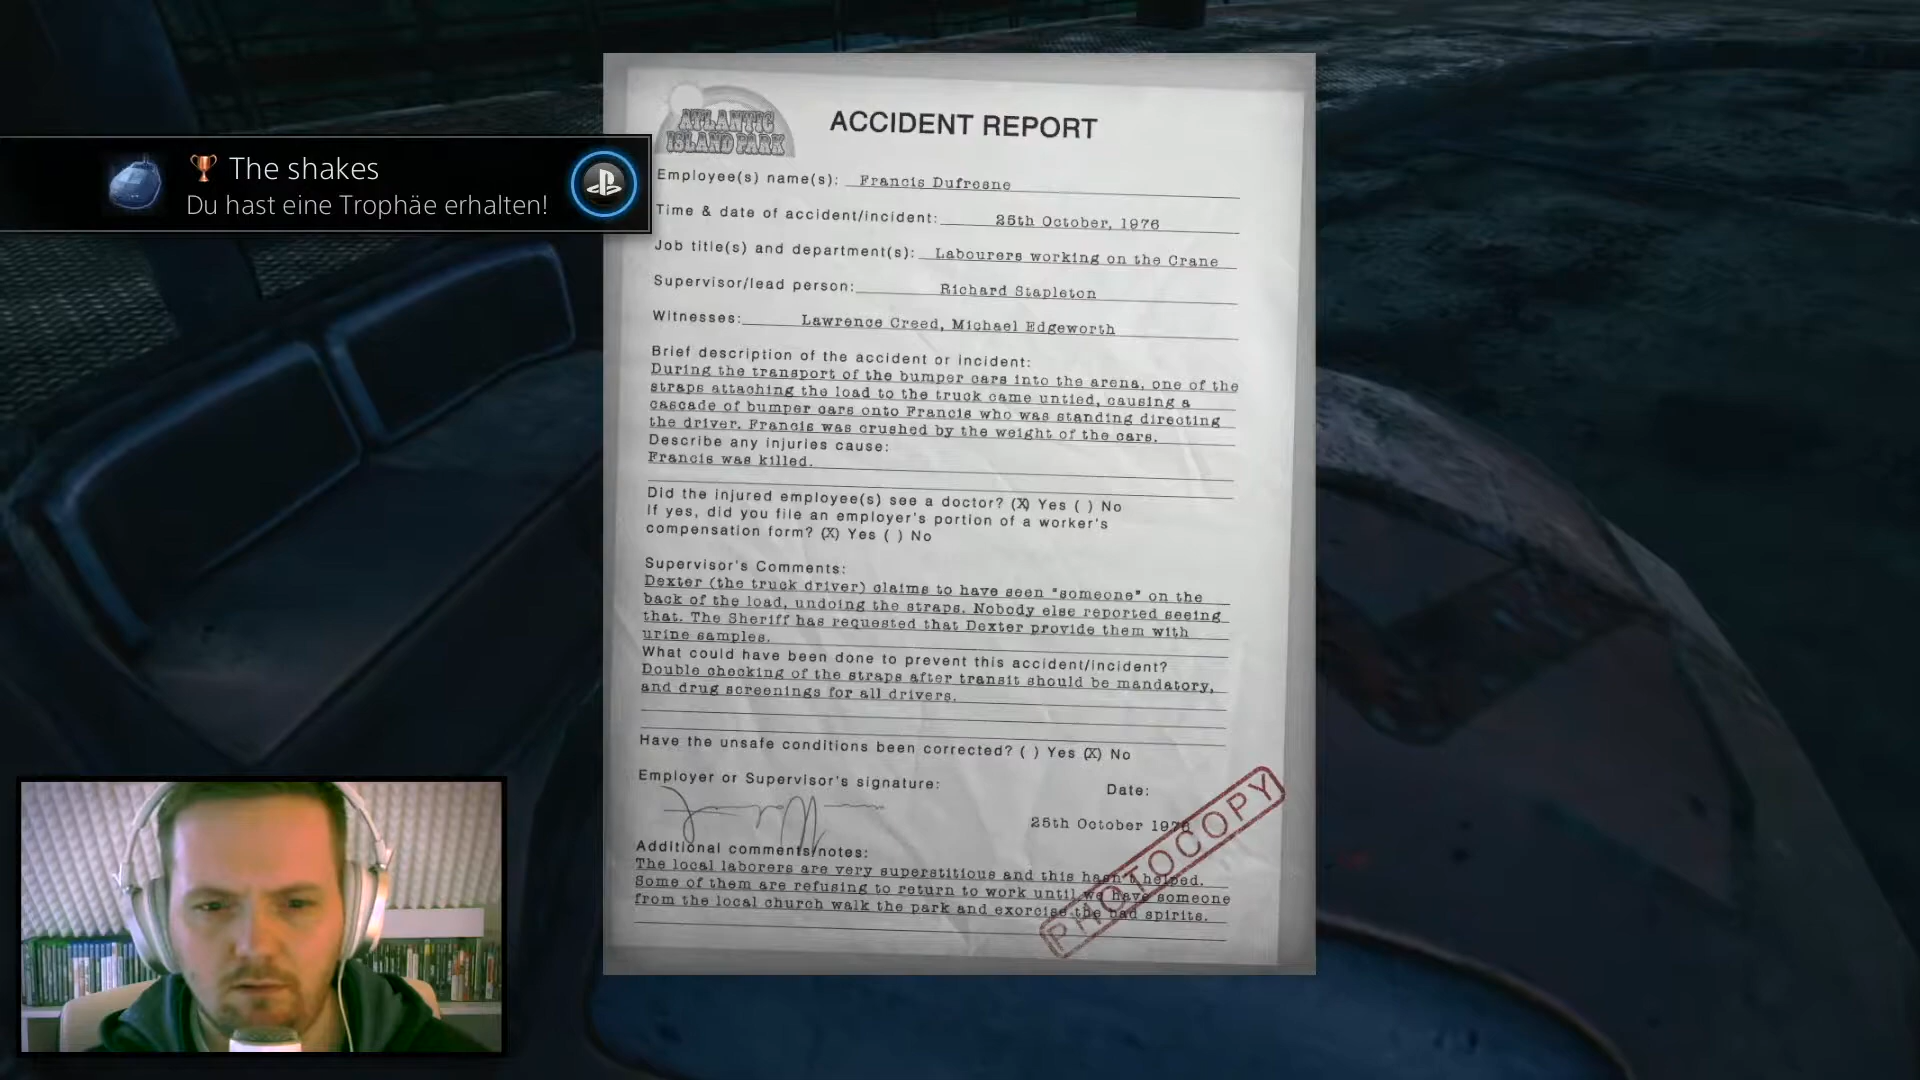 The shakes
Du hast eine Trophäe erhalten!
ATLANTIC
ISLAND PARK
ACCIDENT REPORT
Employee(s) name(s): Francis Dufresne
Time & date of accident/incident: 25th October, 1976
Job title(s) and department(s): Labourers working on the Crane
Supervisor/lead person: Richard Stapleton
Witnesses: Lawrence Creed, Michael Edgeworth
Brief description of the accident or incident:
During the transport of the bumper cars into the arena, one of the
straps attaching the load to the truck came untied, causing a
cascade of bumper cars onto Francis who was standing directing
the driver. Francis was crushed by the weight of the cars.
Describe any injuries cause:
Francis was killed.
Did the injured employee(s) see a doctor? (X) Yes ( ) No
If yes, did you file an employer's portion of a worker's
compensation form? (X) Yes ( ) No
Supervisor's Comments:
Dexter (the truck driver) claims to have seen "someone" on the
back of the load, undoing the straps. Nobody else reported seeing
that. The Sheriff has requested that Dexter provide them with
urine samples.
What could have been done to prevent this accident/incident?
Double checking of the straps after transit should be mandatory,
and drug screenings for all drivers.
Have the unsafe conditions been corrected? ( ) Yes (X) No
Employer or Supervisor's signature:
Date:
25th October 1976
Additional comments/notes:
The local laborers are very superstitious and this hasn't helped.
Some of them are refusing to return to work until we have someone
from the local church walk the park and exorcise the bad spirits.
PHOTOCOPY